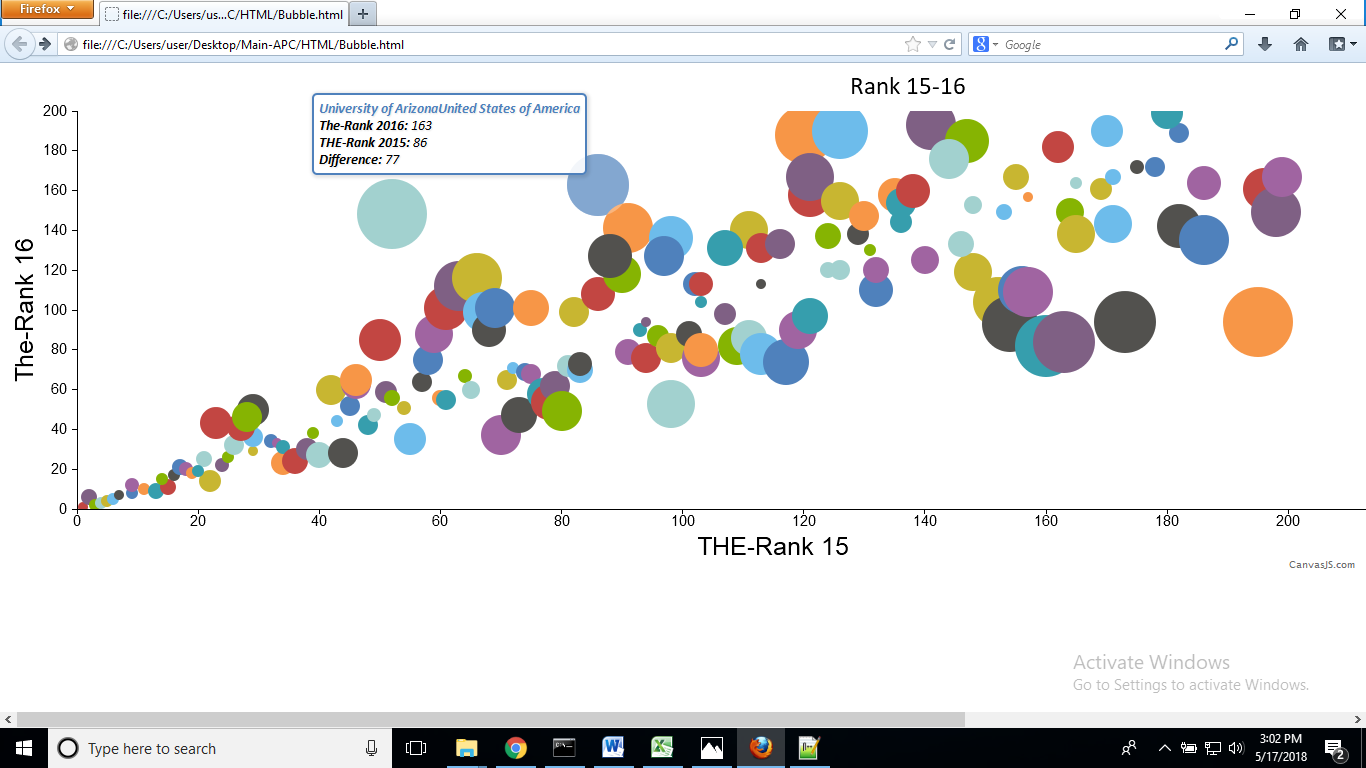 Firefox
file:///C:/Users/us...C/HTML/Bubble.html
file:///C:/Users/user/Desktop/Main-APC/HTML/Bubble.html
Google
Rank 15-16
University of ArizonaUnited States of America
The-Rank 2016: 163
THE-Rank 2015: 86
Difference: 77
The-Rank 16
200
180
160
140
120
100
80
60
40
20
0
0 20 40 60 80 100 120 140 160 180 200
THE-Rank 15
CanvasJS.com
Activate Windows
Go to Settings to activate Windows.
Type here to search
3:02 PM
5/17/2018
2